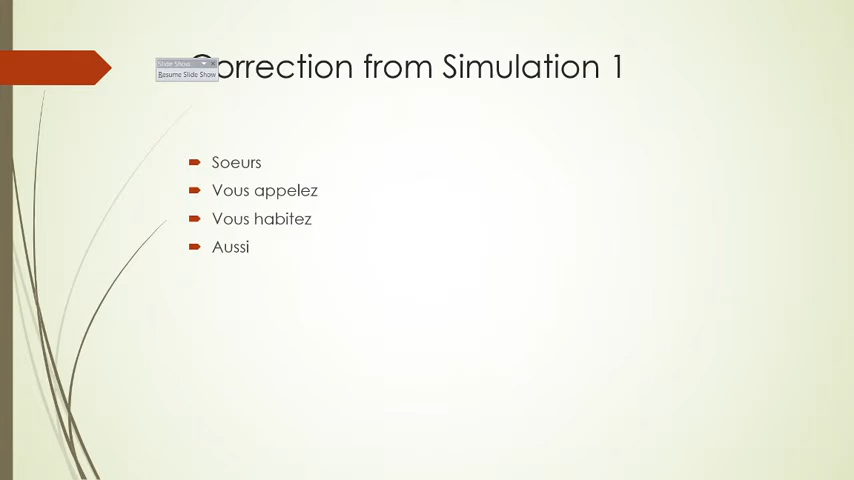 Correction from Simulation 1
Slide Show
Resume Slide Show
Soeurs
Vous appelez
Vous habitez
Aussi